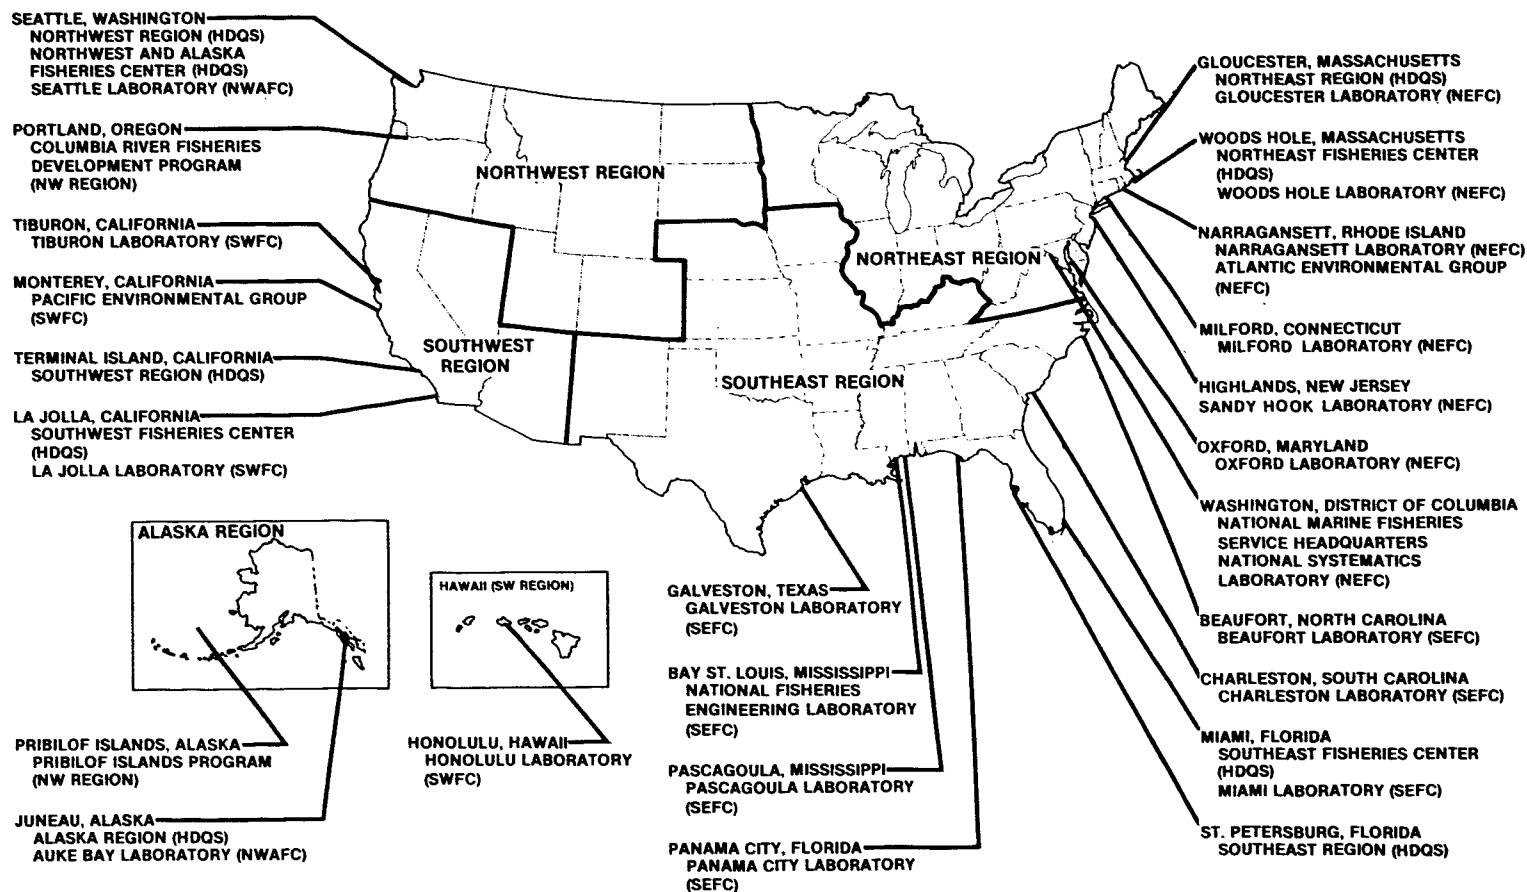 SEATTLE, WASHINGTON
NORTHWEST REGION (HDQS)
NORTHWEST AND ALASKA
FISHERIES CENTER (HDQS)
SEATTLE LABORATORY (NWAFC)
PORTLAND, OREGON
COLUMBIA RIVER FISHERIES
DEVELOPMENT PROGRAM
(NW REGION)
TIBURON, CALIFORNIA
TIBURON LABORATORY (SWFC)
MONTEREY, CALIFORNIA
PACIFIC ENVIRONMENTAL GROUP
(SWFC)
TERMINAL ISLAND, CALIFORNIA
SOUTHWEST REGION (HDQS)
LA JOLLA, CALIFORNIA
SOUTHWEST FISHERIES CENTER
(HDQS)
LA JOLLA LABORATORY (SWFC)
NORTHWEST REGION
SOUTHWEST
REGION
NORTHEAST REGION
SOUTHEAST REGION
ALASKA REGION
HAWAII (SW REGION)
PRIBILOF ISLANDS, ALASKA
PRIBILOF ISLANDS PROGRAM
(NW REGION)
JUNEAU, ALASKA
ALASKA REGION (HDQS)
AUKE BAY LABORATORY (NWAFC)
HONOLULU, HAWAII
HONOLULU LABORATORY
(SWFC)
GALVESTON, TEXAS
GALVESTON LABORATORY
(SEFC)
BAY ST. LOUIS, MISSISSIPPI
NATIONAL FISHERIES
ENGINEERING LABORATORY
(SEFC)
PASCAGOULA, MISSISSIPPI
PASCAGOULA LABORATORY
(SEFC)
PANAMA CITY, FLORIDA
PANAMA CITY LABORATORY
(SEFC)
GLOUCESTER, MASSACHUSETTS
NORTHEAST REGION (HDQS)
GLOUCESTER LABORATORY (NEFC)
WOODS HOLE, MASSACHUSETTS
NORTHEAST FISHERIES CENTER
(HDQS)
WOODS HOLE LABORATORY (NEFC)
NARRAGANSETT, RHODE ISLAND
NARRAGANSETT LABORATORY (NEFC)
ATLANTIC ENVIRONMENTAL GROUP
(NEFC)
MILFORD, CONNECTICUT
MILFORD LABORATORY (NEFC)
HIGHLANDS, NEW JERSEY
SANDY HOOK LABORATORY (NEFC)
OXFORD, MARYLAND
OXFORD LABORATORY (NEFC)
WASHINGTON, DISTRICT OF COLUMBIA
NATIONAL MARINE FISHERIES
SERVICE HEADQUARTERS
NATIONAL SYSTEMATICS
LABORATORY (NEFC)
BEAUFORT, NORTH CAROLINA
BEAUFORT LABORATORY (SEFC)
CHARLESTON, SOUTH CAROLINA
CHARLESTON LABORATORY (SEFC)
MIAMI, FLORIDA
SOUTHEAST FISHERIES CENTER
(HDQS)
MIAMI LABORATORY (SEFC)
ST. PETERSBURG, FLORIDA
SOUTHEAST REGION (HDQS)